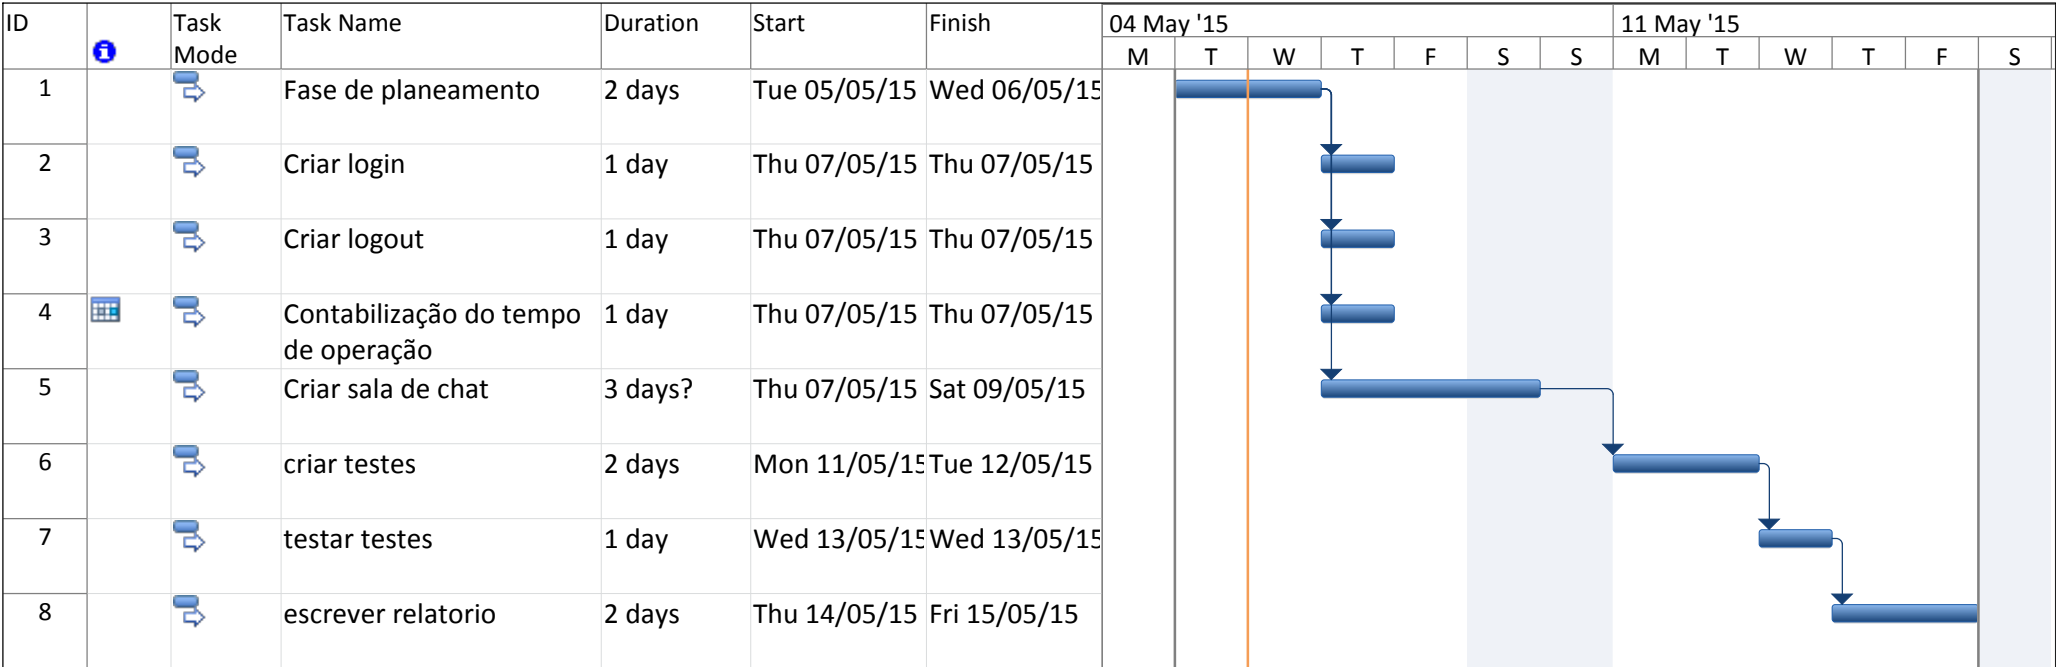 ID Task Mode Task Name Duration Start Finish 04 May '15 11 May '15
M T W T F S S M T W T F S
1 Fase de planeamento 2 days Tue 05/05/15 Wed 06/05/15
2 Criar login 1 day Thu 07/05/15 Thu 07/05/15
3 Criar logout 1 day Thu 07/05/15 Thu 07/05/15
4 Contabilização do tempo de operação 1 day Thu 07/05/15 Thu 07/05/15
5 Criar sala de chat 3 days? Thu 07/05/15 Sat 09/05/15
6 criar testes 2 days Mon 11/05/15 Tue 12/05/15
7 testar testes 1 day Wed 13/05/15 Wed 13/05/15
8 escrever relatorio 2 days Thu 14/05/15 Fri 15/05/15